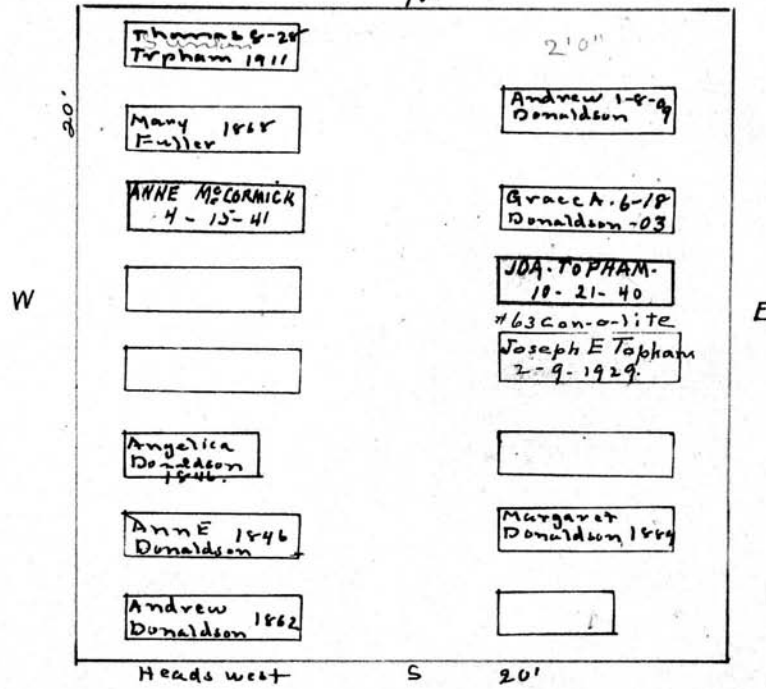 Thomas 8-28
Topham 1911
2'0"
20'
Mary 1868
Fuller
Andrew 1-8-09
Donaldson
ANNE McCORMICK
4-15-41
Grace A. 6-18
Donaldson -03
IDA. TOPHAM.
10-21-40
W
E
#63 con-o-lite
Joseph E Topham
2-9-1929.
Angelica
Donaldson
1846.
Ann E 1846
Donaldson
Margaret
Donaldson 1889
Andrew
Donaldson 1862
Heads west S 20'